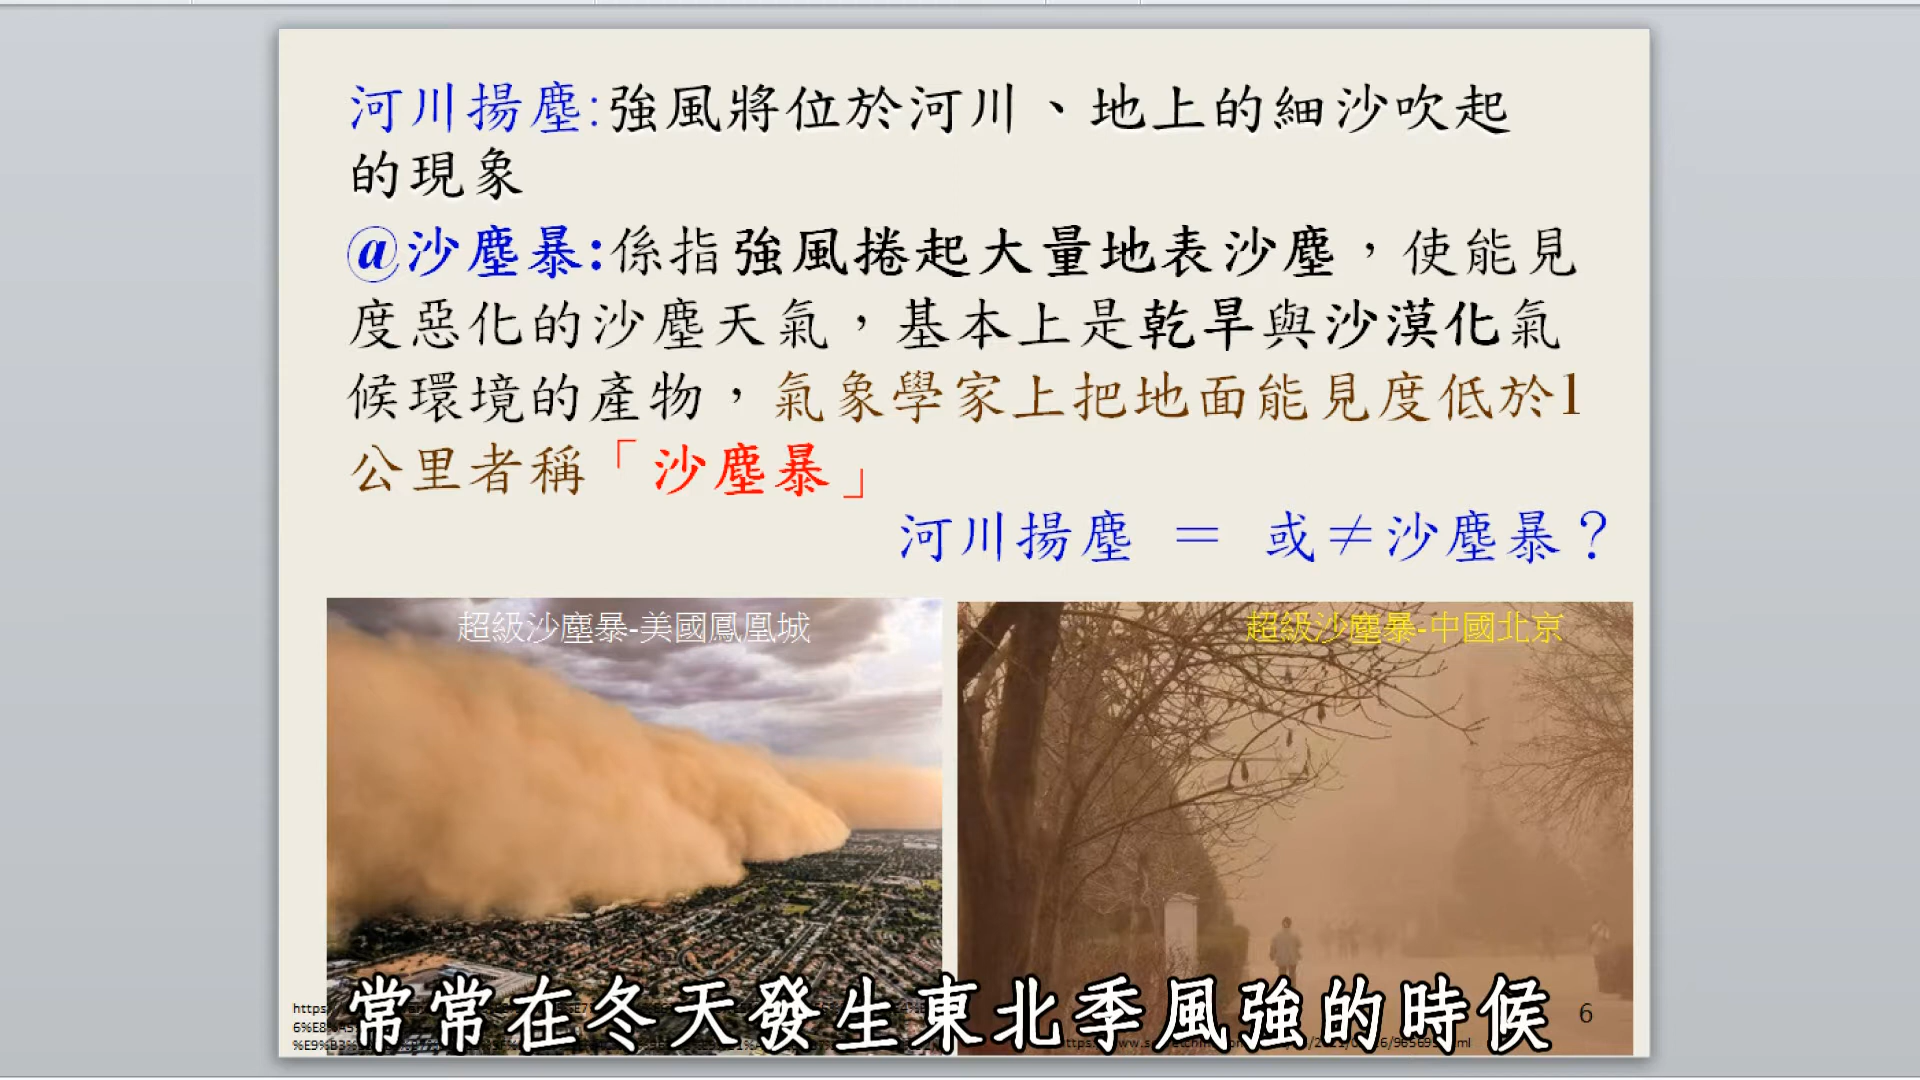 河川揚塵:強風將位於河川、地上的細沙吹起
的現象
@沙塵暴:係指強風捲起大量地表沙塵，使能見
度惡化的沙塵天氣，基本上是乾旱與沙漠化氣
候環境的產物，氣象學家上把地面能見度低於1
公里者稱「沙塵暴」
河川揚塵 ＝ 或≠沙塵暴？
超級沙塵暴-美國鳳凰城
超級沙塵暴-中國北京
常常在冬天發生東北季風強的時候
6